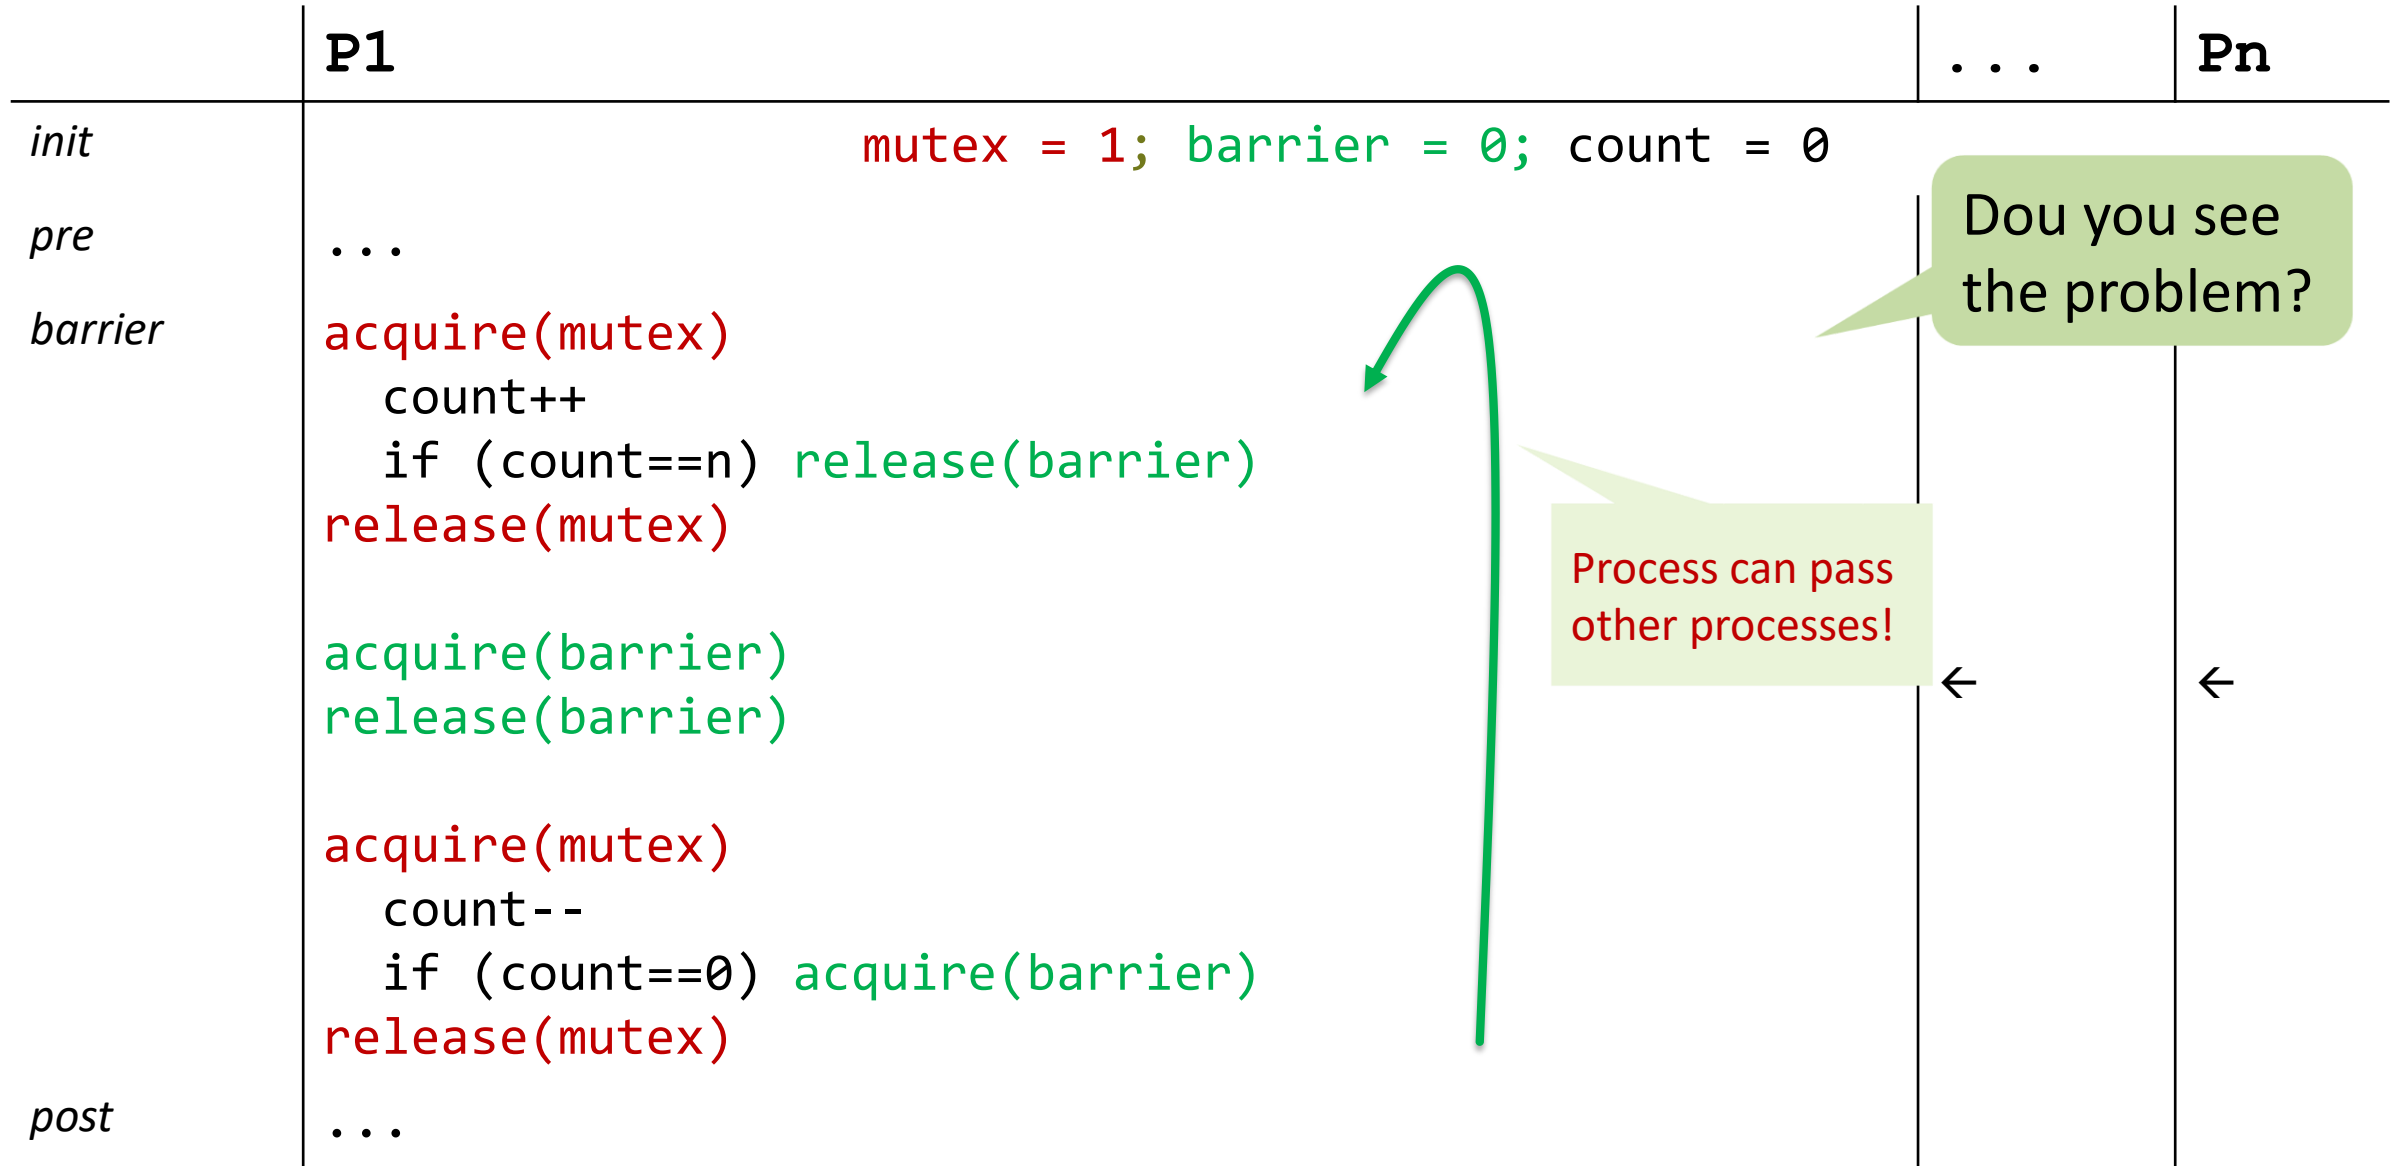 P1 ... Pn
init mutex = 1; barrier = 0; count = 0
pre ...
Dou you see
the problem?
barrier acquire(mutex)
count++
if (count==n) release(barrier)
release(mutex)
Process can pass
other processes!
acquire(barrier)
← ←
release(barrier)
acquire(mutex)
count--
if (count==0) acquire(barrier)
release(mutex)
post ...